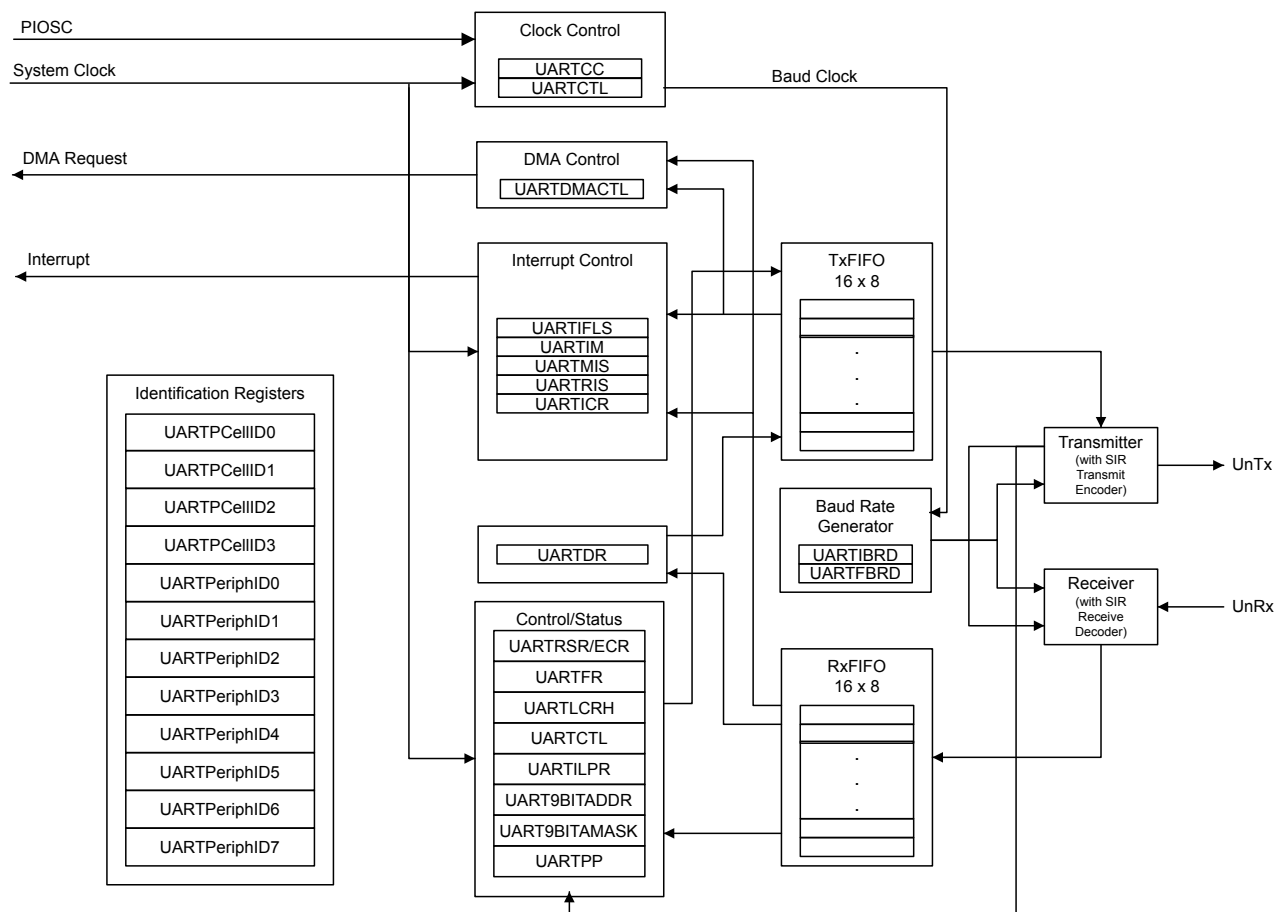 PIOSC
System Clock
Clock Control
UARTCC
UARTCTL
Baud Clock
DMA Request
DMA Control
UARTDMACTL
Interrupt
Interrupt Control
UARTIFLS
UARTIM
UARTMIS
UARTRIS
UARTICR
TxFIFO
16 x 8
.
.
.
Identification Registers
UARTPCellID0
UARTPCellID1
UARTPCellID2
UARTPCellID3
UARTPeriphID0
UARTPeriphID1
UARTPeriphID2
UARTPeriphID3
UARTPeriphID4
UARTPeriphID5
UARTPeriphID6
UARTPeriphID7
Transmitter
(with SIR
Transmit
Encoder)
UnTx
Baud Rate
Generator
UARTIBRD
UARTFBRD
UARTDR
Receiver
(with SIR
Receive
Decoder)
UnRx
Control/Status
UARTRSR/ECR
UARTFR
UARTLCRH
UARTCTL
UARTILPR
UART9BITADDR
UART9BITAMASK
UARTPP
RxFIFO
16 x 8
.
.
.